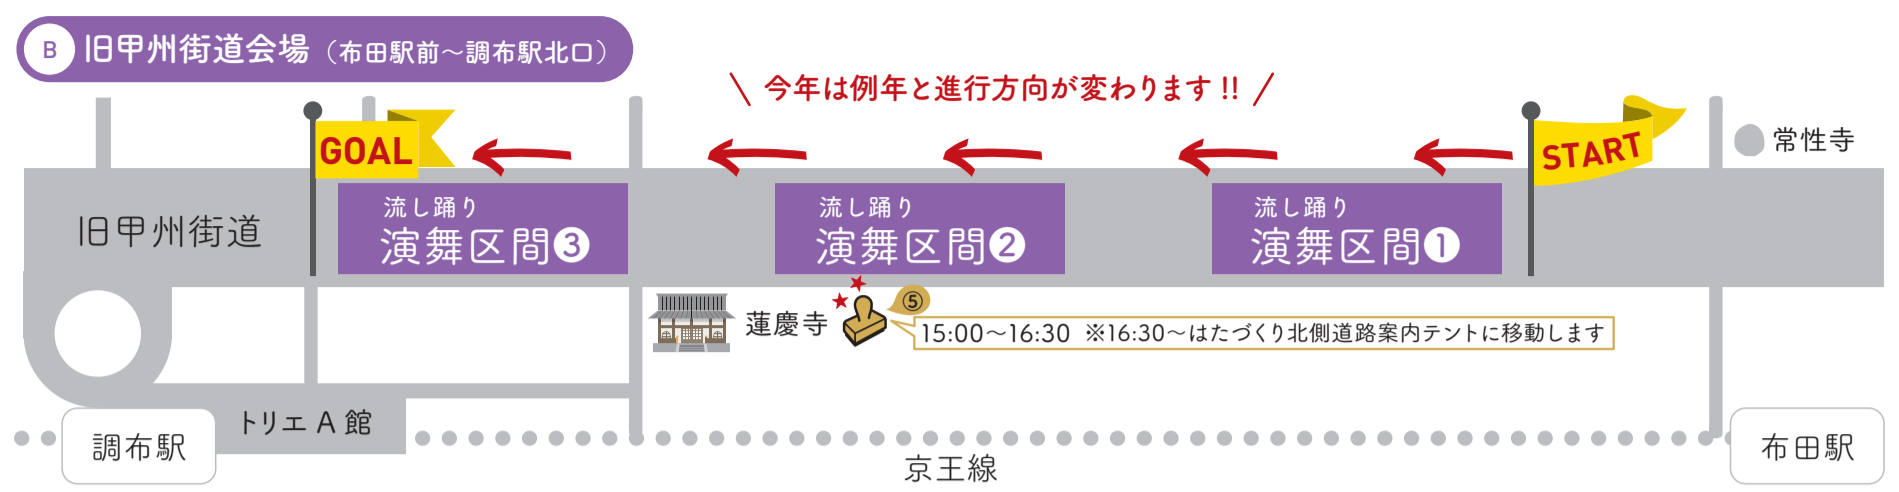 B 旧甲州街道会場（布田駅前～調布駅北口）
今年は例年と進行方向が変わります!!
GOAL
START
常性寺
旧甲州街道
流し踊り
演舞区間❸
流し踊り
演舞区間❷
流し踊り
演舞区間❶
蓮慶寺
⑤
15:00～16:30 ※16:30～はたづくり北側道路案内テントに移動します
トリエ A 館
調布駅
京王線
布田駅